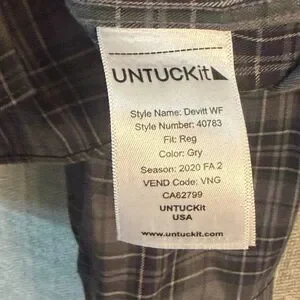 UNTUCKit
Style Name: Devitt WF
Style Number: 40783
Fit: Reg
Color: Gry
Season: 2020 FA 2
VEND Code: VNG
CA62799
UNTUCKit
USA
www.untuckit.com